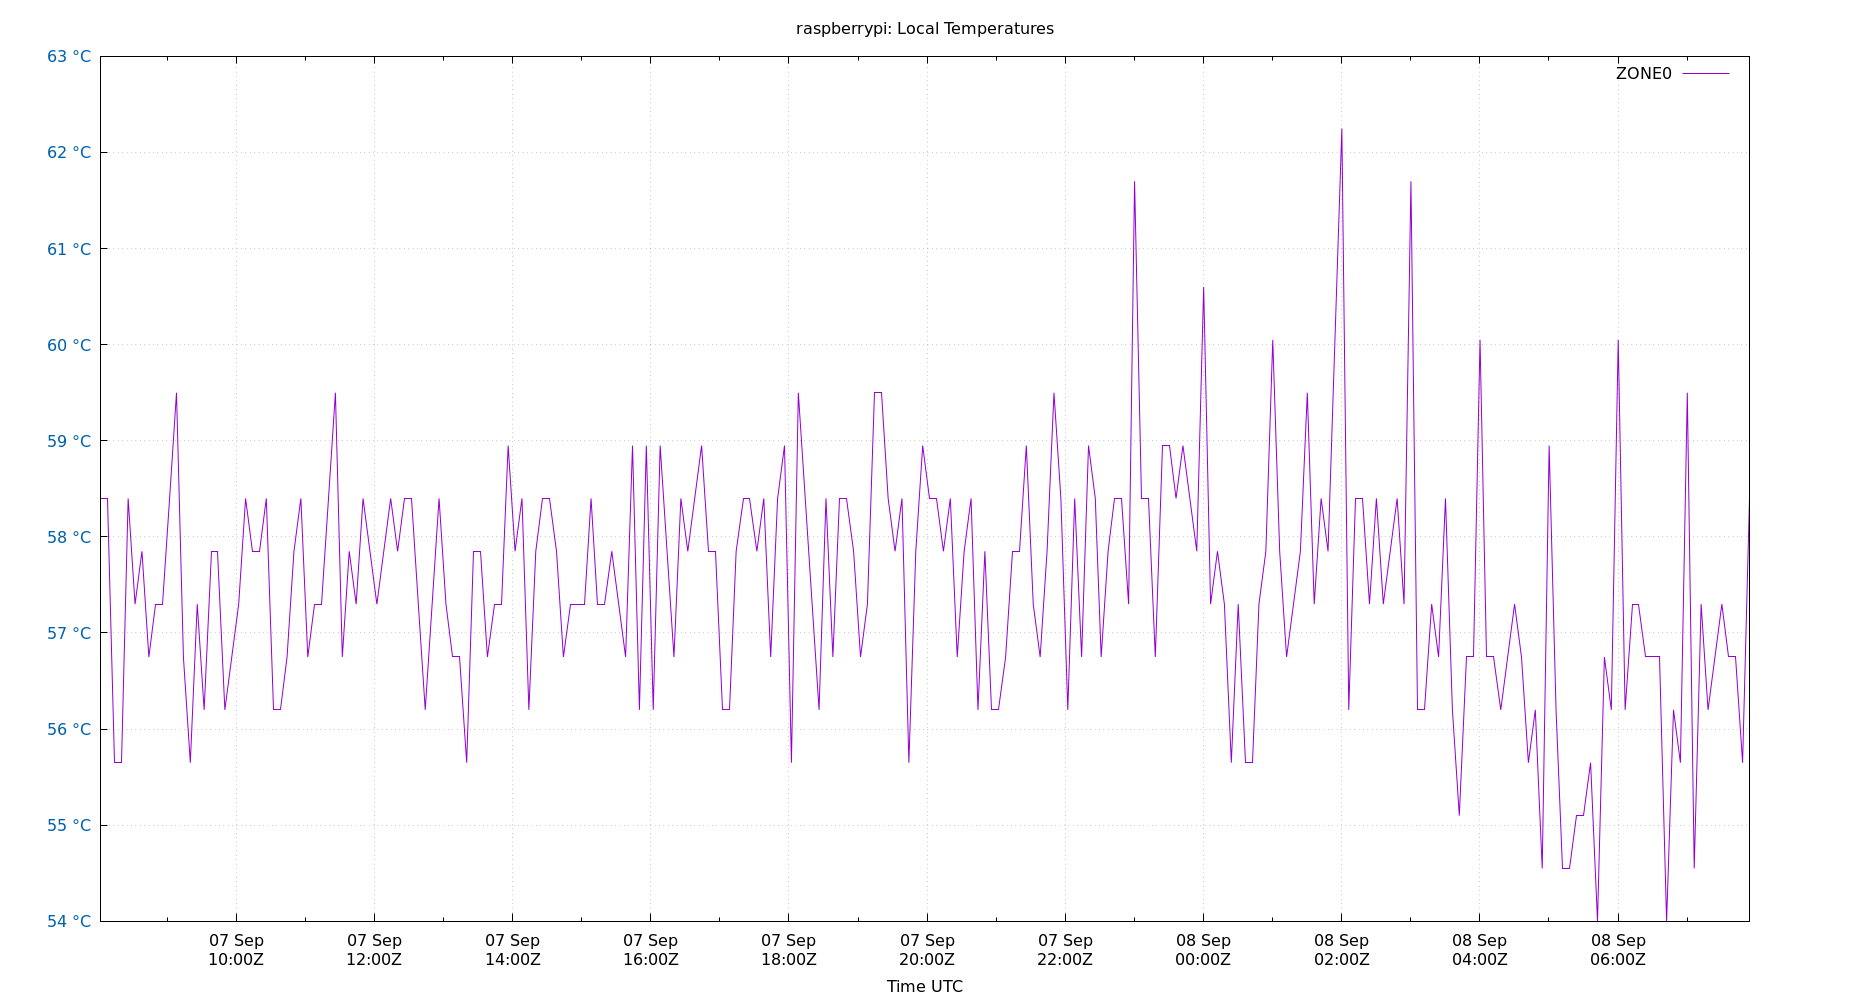 raspberrypi: Local Temperatures
63 °C
ZONE0
62 °C
61 °C
60 °C
59 °C
58 °C
57 °C
56 °C
55 °C
54 °C
07 Sep 07 Sep 07 Sep 07 Sep 07 Sep 07 Sep 07 Sep 08 Sep 08 Sep 08 Sep 08 Sep
10:00Z 12:00Z 14:00Z 16:00Z 18:00Z 20:00Z 22:00Z 00:00Z 02:00Z 04:00Z 06:00Z
Time UTC